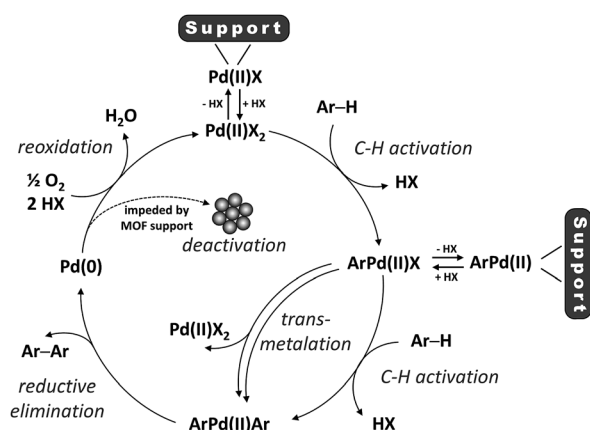 Support
Pd(II)X
- HX
+ HX
Pd(II)X₂
H₂O
reoxidation
½ O₂
2 HX
Ar–H
C-H activation
HX
impeded by
MOF support
deactivation
Pd(0)
ArPd(II)X
- HX
+ HX
ArPd(II)
Support
Pd(II)X₂
trans-
metalation
Ar–H
C-H activation
HX
Ar–Ar
reductive
elimination
ArPd(II)Ar